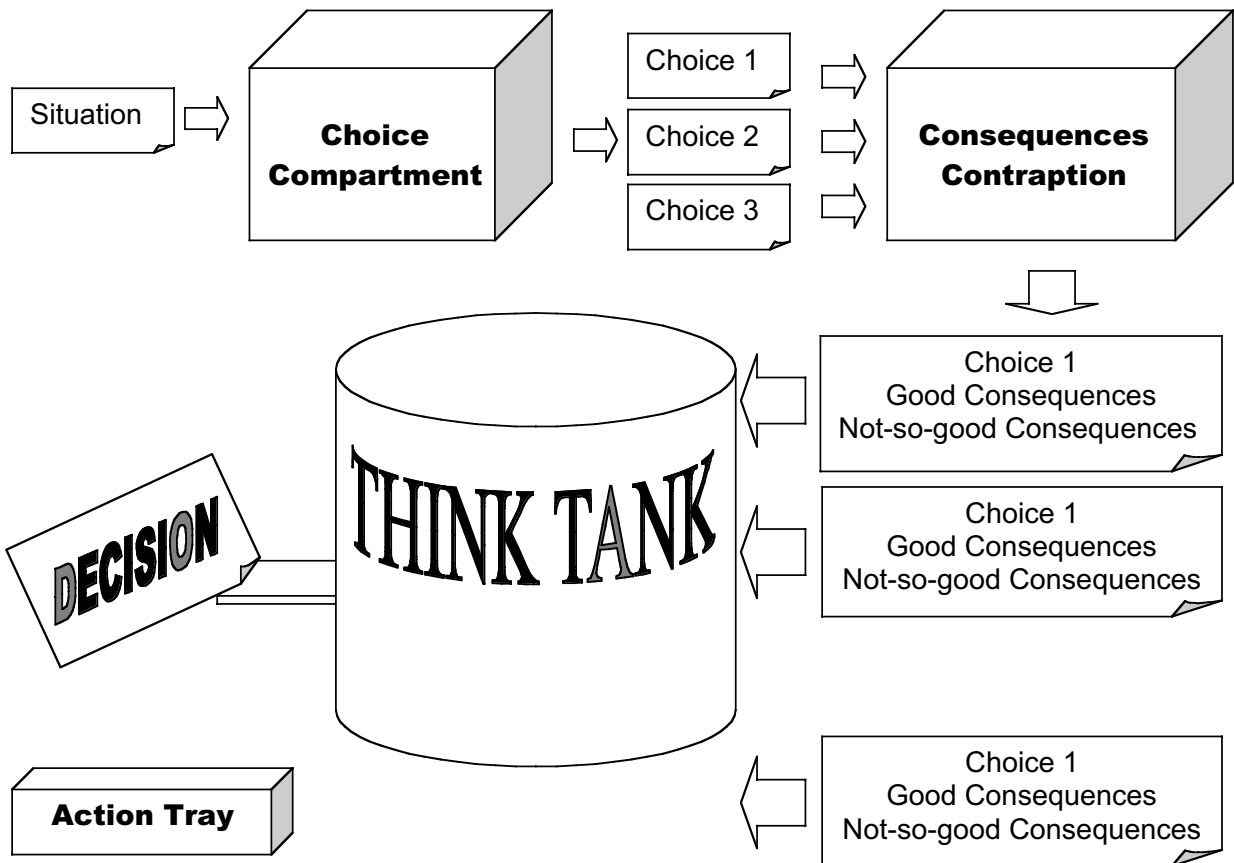 Situation
Choice
Compartment
Choice 1
Choice 2
Choice 3
Consequences
Contraption
Choice 1
Good Consequences
Not-so-good Consequences
Choice 1
Good Consequences
Not-so-good Consequences
Choice 1
Good Consequences
Not-so-good Consequences
THINK TANK
DECISION
Action Tray